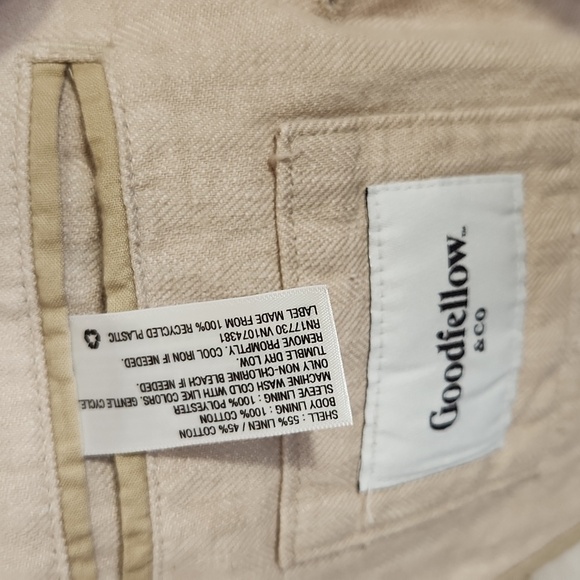 SHELL : 55% LINEN / 45% COTTON
BODY LINING : 100% COTTON
SLEEVE LINING : 100% POLYESTER
MACHINE WASH COLD WITH LIKE COLORS, GENTLE CYCLE.
ONLY NON-CHLORINE BLEACH IF NEEDED.
TUMBLE DRY LOW.
REMOVE PROMPTLY. COOL IRON IF NEEDED.
RN17730 VN1074381
LABEL MADE FROM 100% RECYCLED PLASTIC
Goodfellow™
& CO